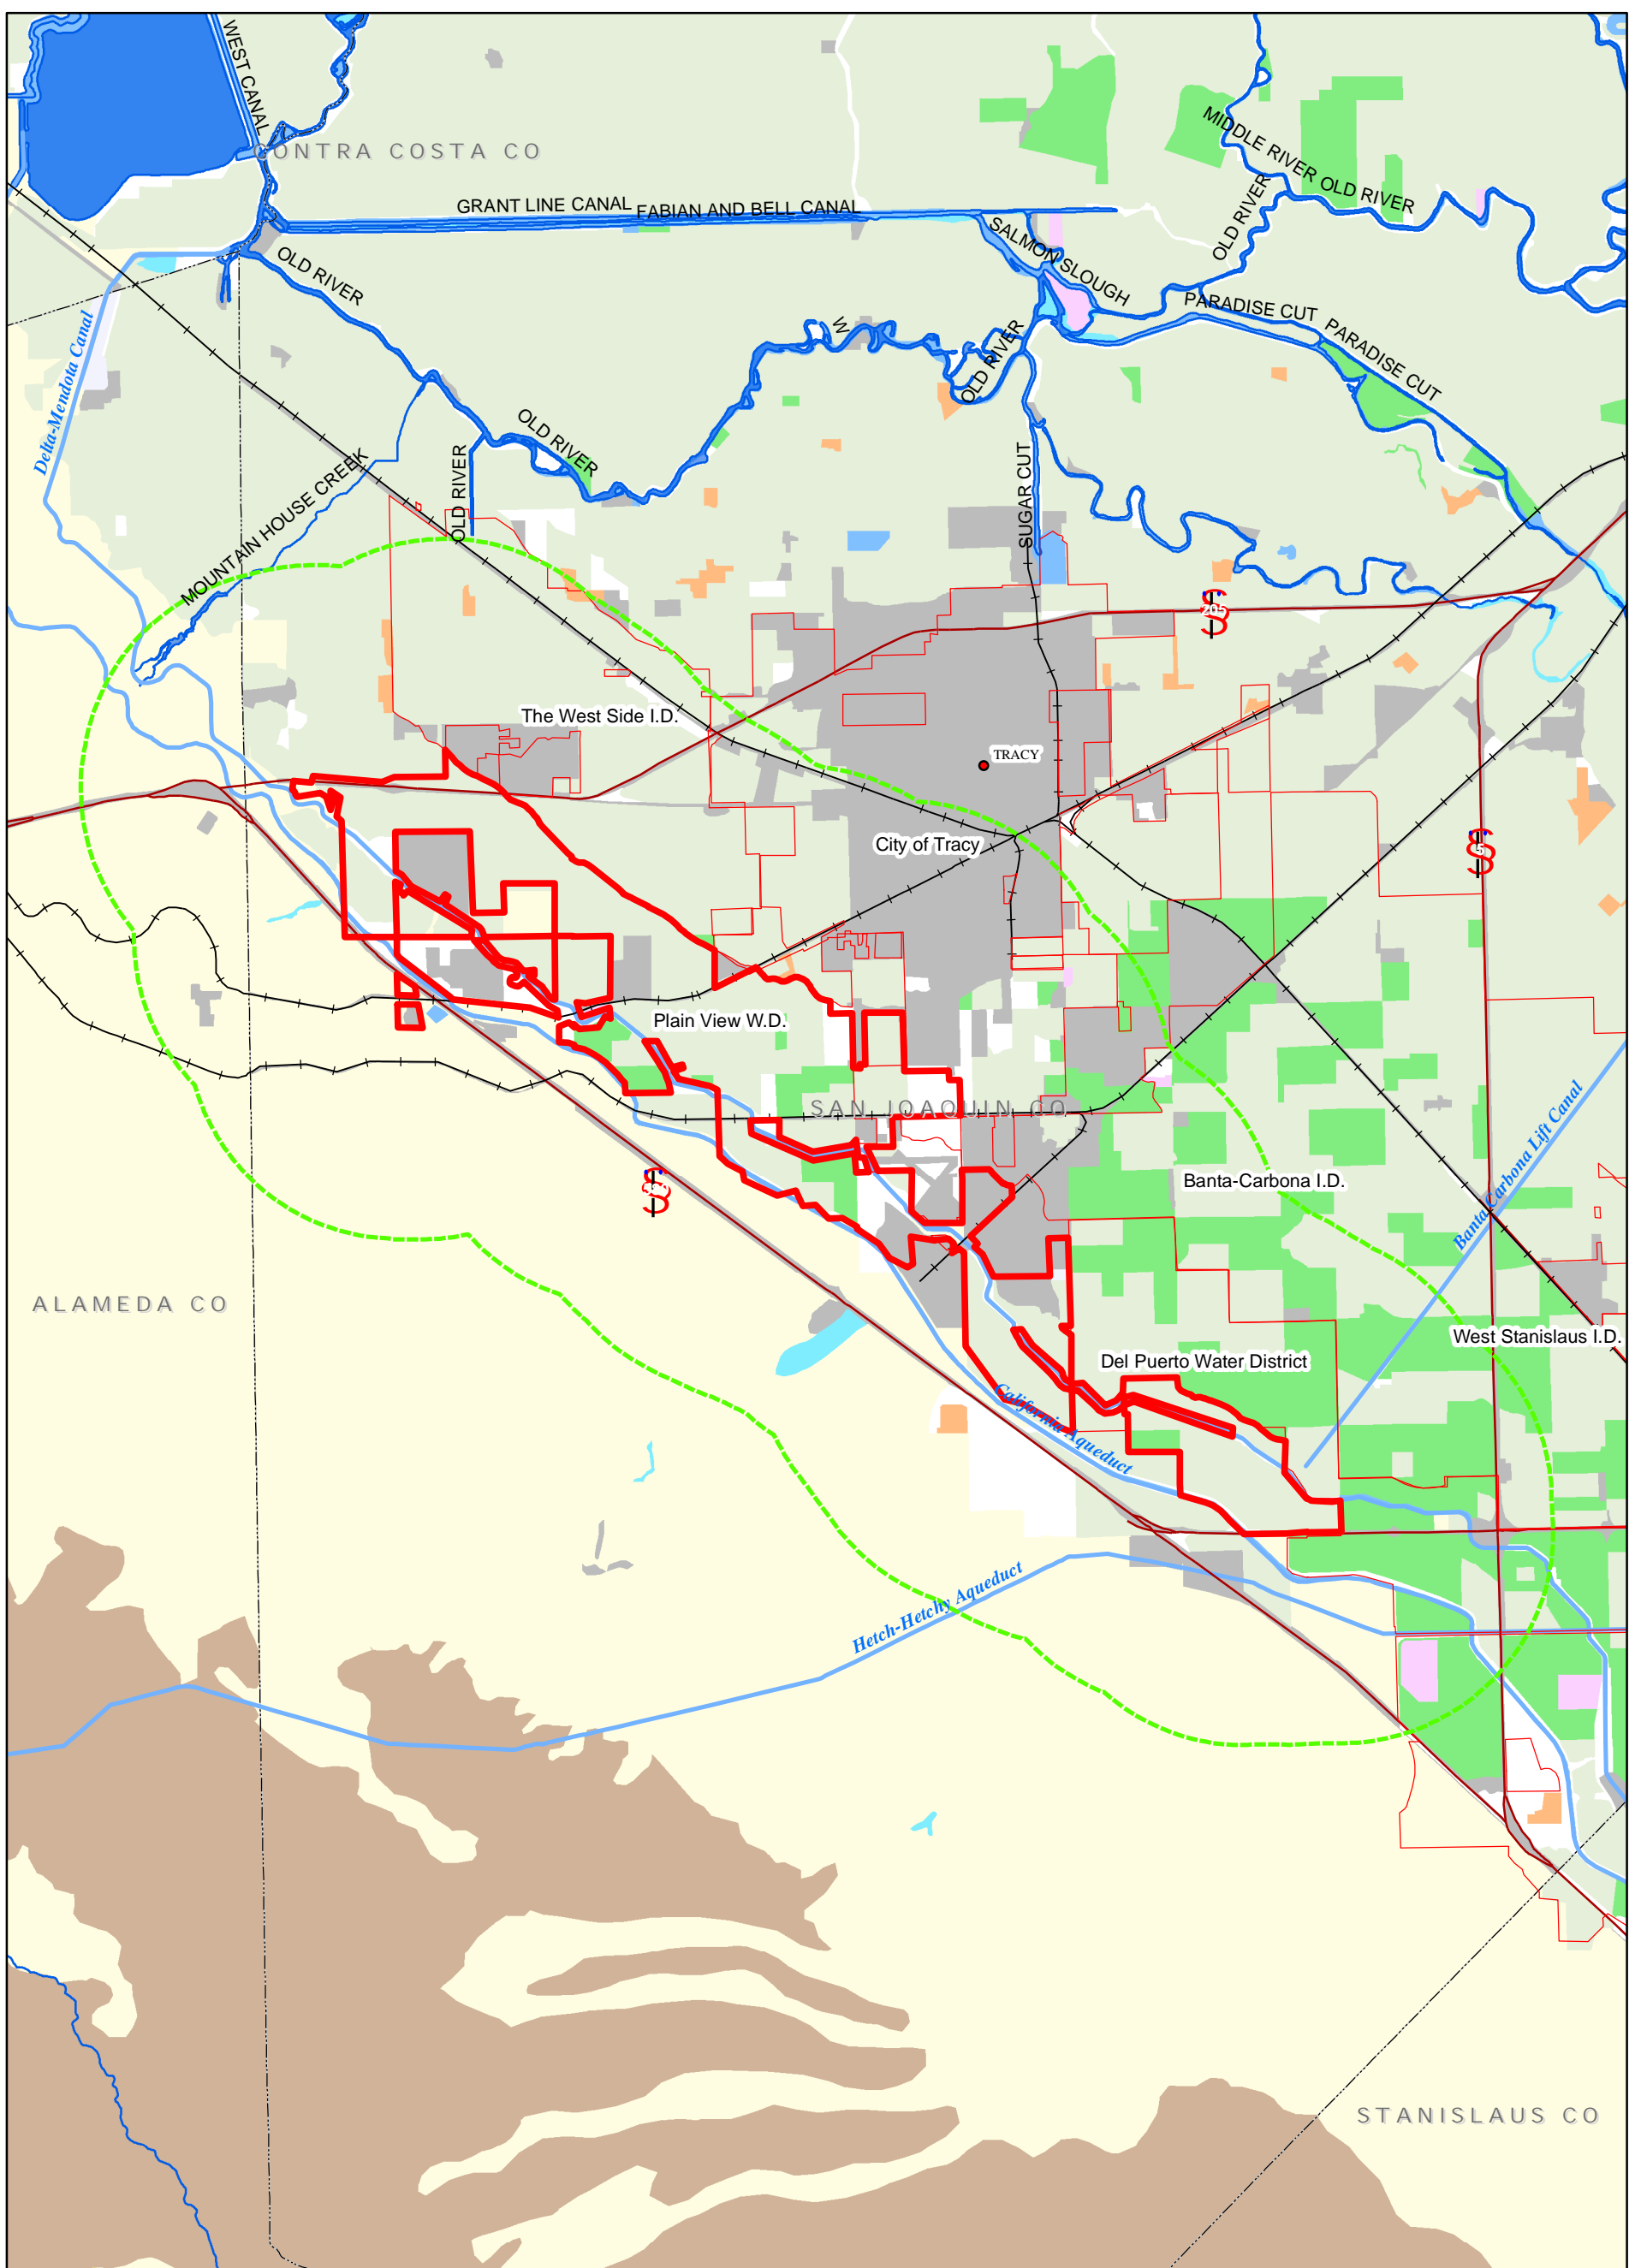 WEST CANAL
CONTRA COSTA CO
MIDDLE RIVER OLD RIVER
GRANT LINE CANAL
FABIAN AND BELL CANAL
OLD RIVER
SALMON SLOUGH
OLD RIVER
PARADISE CUT
PARADISE CUT
W
OLD RIVER
Delta-Mendota Canal
OLD RIVER
OLD RIVER
SUGAR CUT
MOUNTAIN HOUSE CREEK
205
The West Side I.D.
TRACY
City of Tracy
Plain View W.D.
SAN JOAQUIN CO
Banta-Carbona I.D.
Banta Carbona Lift Canal
ALAMEDA CO
West Stanislaus I.D.
Del Puerto Water District
California Aqueduct
Hetch-Hetchy Aqueduct
STANISLAUS CO